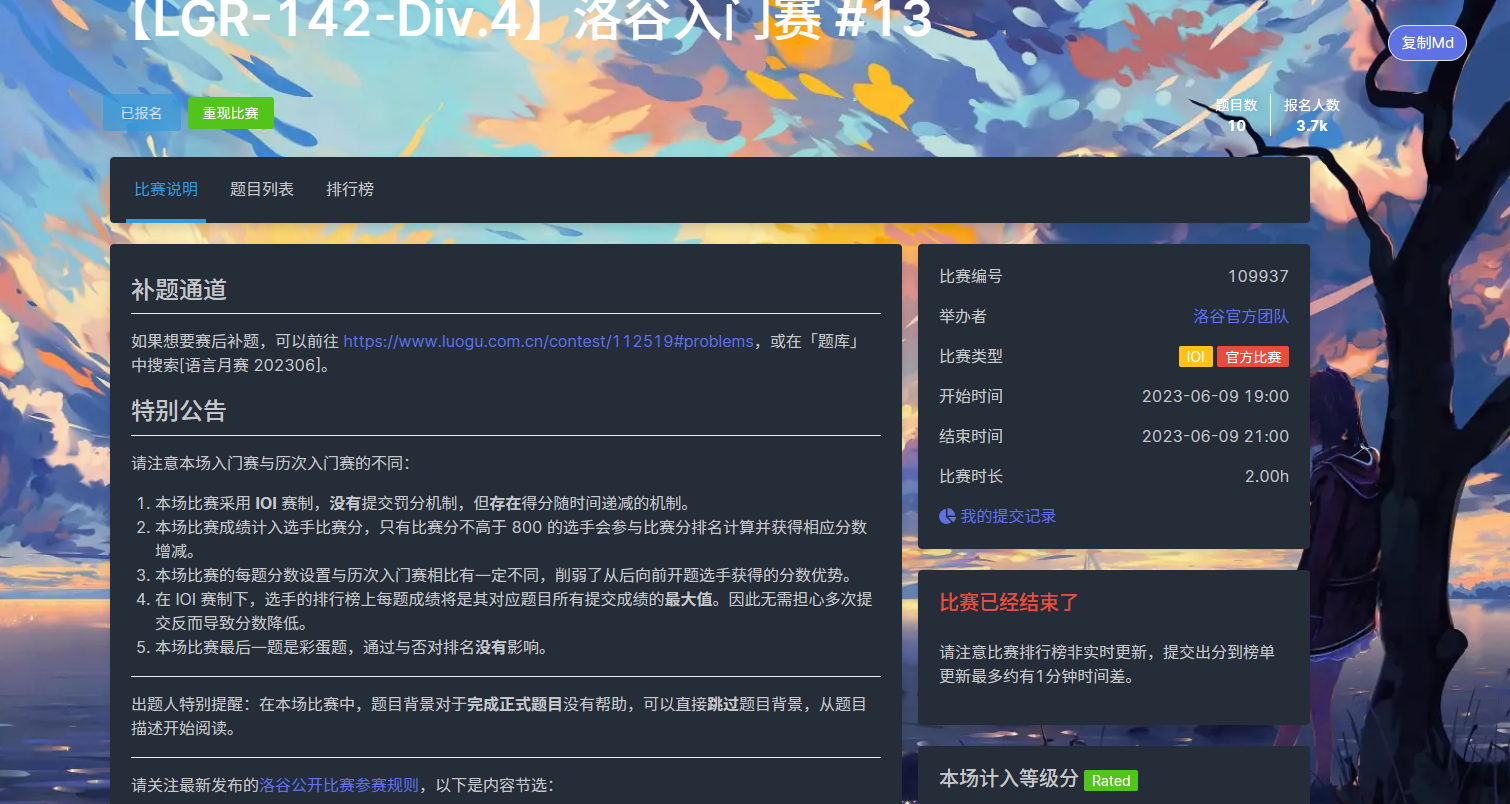 【LGR-142-Div.4】洛谷入门赛 #13
复制Md
已报名
重现比赛
题目数
10
报名人数
3.7k
比赛说明
题目列表
排行榜
补题通道
如果想要赛后补题，可以前往 https://www.luogu.com.cn/contest/112519#problems，或在「题库」
中搜索[语言月赛 202306]。
特别公告
请注意本场入门赛与历次入门赛的不同：
1. 本场比赛采用 IOI 赛制，没有提交罚分机制，但存在得分随时间递减的机制。
2. 本场比赛成绩计入选手比赛分，只有比赛分不高于 800 的选手会参与比赛分排名计算并获得相应分数
增减。
3. 本场比赛的每题分数设置与历次入门赛相比有一定不同，削弱了从后向前开题选手获得的分数优势。
4. 在 IOI 赛制下，选手的排行榜上每题成绩将是其对应题目所有提交成绩的最大值。因此无需担心多次提
交反而导致分数降低。
5. 本场比赛最后一题是彩蛋题，通过与否对排名没有影响。
出题人特别提醒：在本场比赛中，题目背景对于完成正式题目没有帮助，可以直接跳过题目背景，从题目
描述开始阅读。
请关注最新发布的洛谷公开比赛参赛规则，以下是内容节选：
比赛编号 109937
举办者 洛谷官方团队
比赛类型 IOI 官方比赛
开始时间 2023-06-09 19:00
结束时间 2023-06-09 21:00
比赛时长 2.00h
我的提交记录
比赛已经结束了
请注意比赛排行榜非实时更新，提交出分到榜单
更新最多约有1分钟时间差。
本场计入等级分 Rated